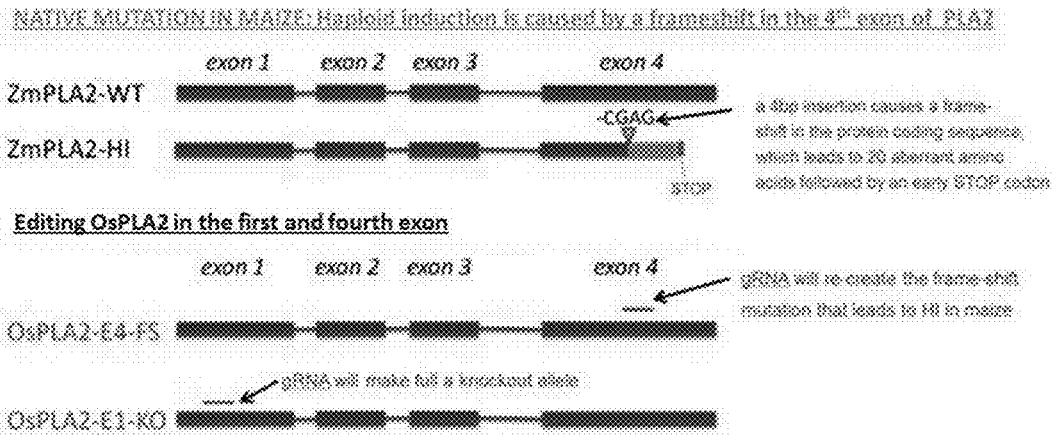 NATIVE MUTATION IN MAIZE: Haploid Induction is caused by a frameshift in the 4th exon of PLA2
exon 1 exon 2 exon 3 exon 4
ZmPLA2-WT
-CGAG
a 4bp insertion causes a frame-
shift in the protein coding sequence,
which leads to 20 aberrant amino
acids followed by an early STOP codon
ZmPLA2-HI
STOP
Editing OsPLA2 in the first and fourth exon
exon 1 exon 2 exon 3 exon 4
gRNA will re-create the frame-shift
mutation that leads to HI in maize
OsPLA2-E4-FS
gRNA will make full a knockout allele
OsPLA2-E1-KO